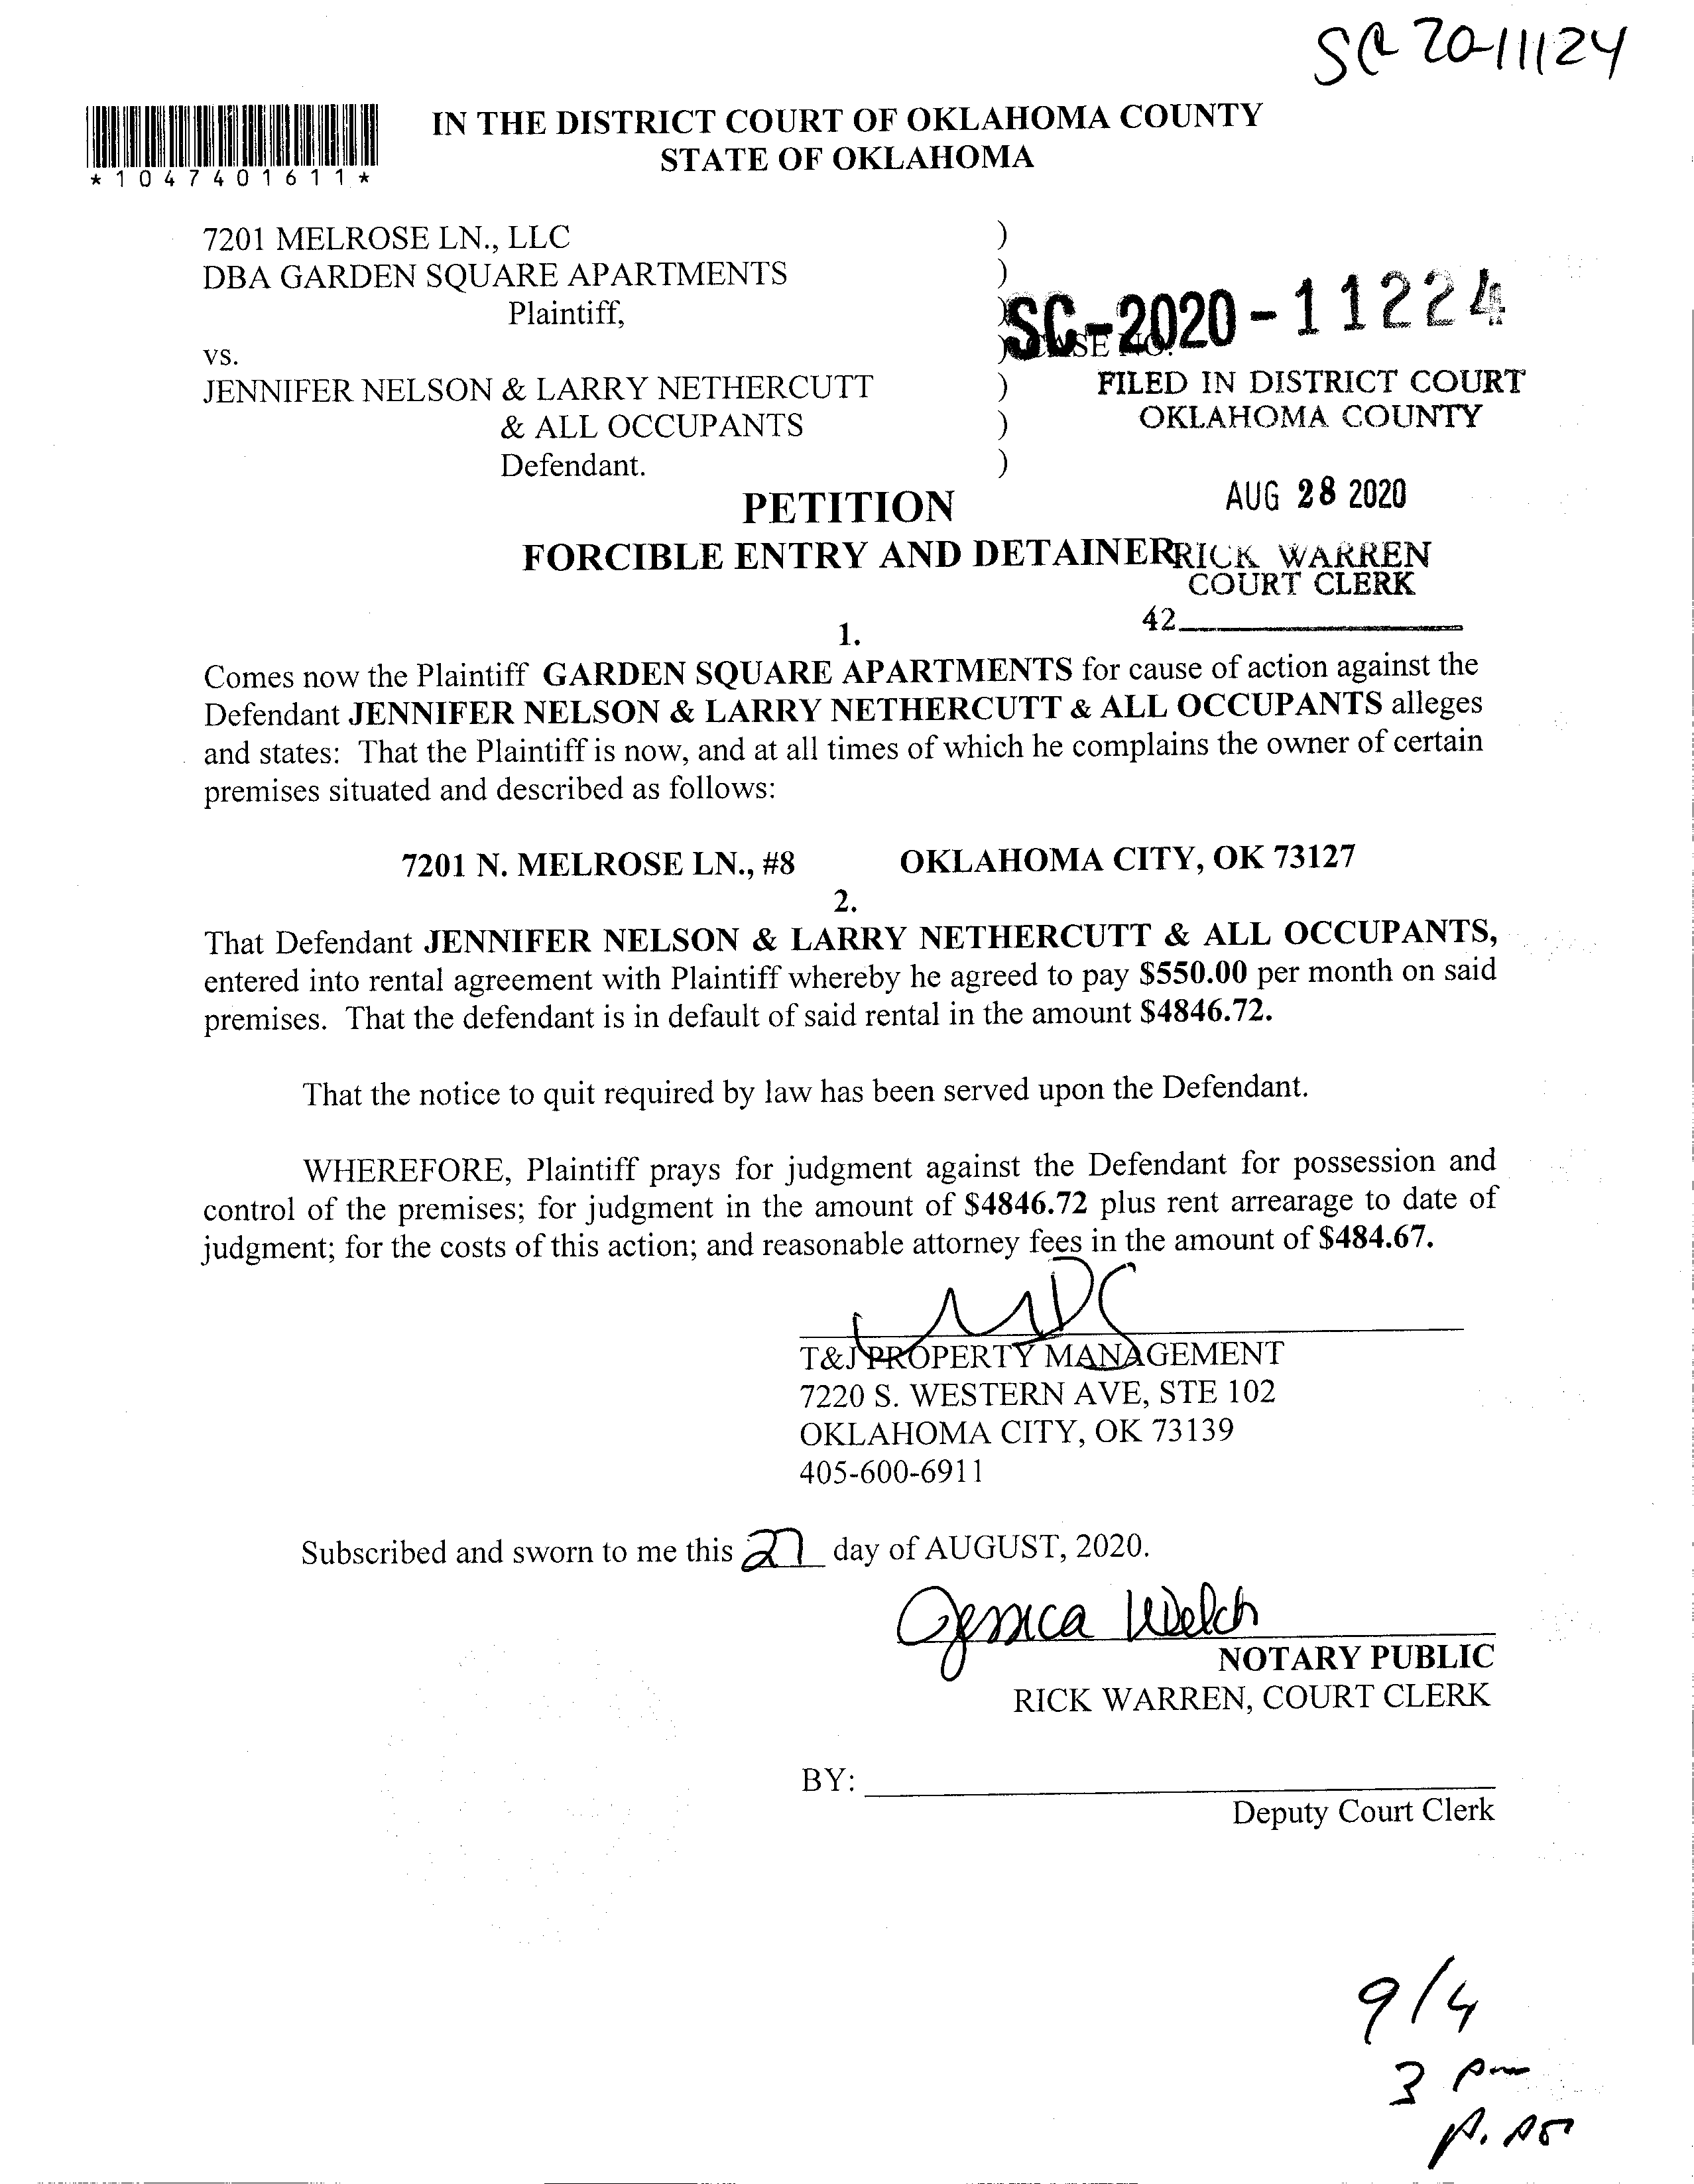 SC 20-11124
IN THE DISTRICT COURT OF OKLAHOMA COUNTY
STATE OF OKLAHOMA
*1047401611*
7201 MELROSE LN., LLC )
DBA GARDEN SQUARE APARTMENTS )
Plaintiff, )
SC-2020-11224
vs. ) CASE NO.
JENNIFER NELSON & LARRY NETHERCUTT )
& ALL OCCUPANTS )
Defendant. )
FILED IN DISTRICT COURT
OKLAHOMA COUNTY
AUG 28 2020
RICK WARREN
COURT CLERK
42
PETITION
FORCIBLE ENTRY AND DETAINER
1.
Comes now the Plaintiff GARDEN SQUARE APARTMENTS for cause of action against the
Defendant JENNIFER NELSON & LARRY NETHERCUTT & ALL OCCUPANTS alleges
and states: That the Plaintiff is now, and at all times of which he complains the owner of certain
premises situated and described as follows:
7201 N. MELROSE LN., #8 OKLAHOMA CITY, OK 73127
2.
That Defendant JENNIFER NELSON & LARRY NETHERCUTT & ALL OCCUPANTS,
entered into rental agreement with Plaintiff whereby he agreed to pay $550.00 per month on said
premises. That the defendant is in default of said rental in the amount $4846.72.
That the notice to quit required by law has been served upon the Defendant.
WHEREFORE, Plaintiff prays for judgment against the Defendant for possession and
control of the premises; for judgment in the amount of $4846.72 plus rent arrearage to date of
judgment; for the costs of this action; and reasonable attorney fees in the amount of $484.67.
T&J PROPERTY MANAGEMENT
7220 S. WESTERN AVE, STE 102
OKLAHOMA CITY, OK 73139
405-600-6911
Subscribed and sworn to me this 27 day of AUGUST, 2020.
Jessica Welch
NOTARY PUBLIC
RICK WARREN, COURT CLERK
BY:
Deputy Court Clerk
9/4
3 pm